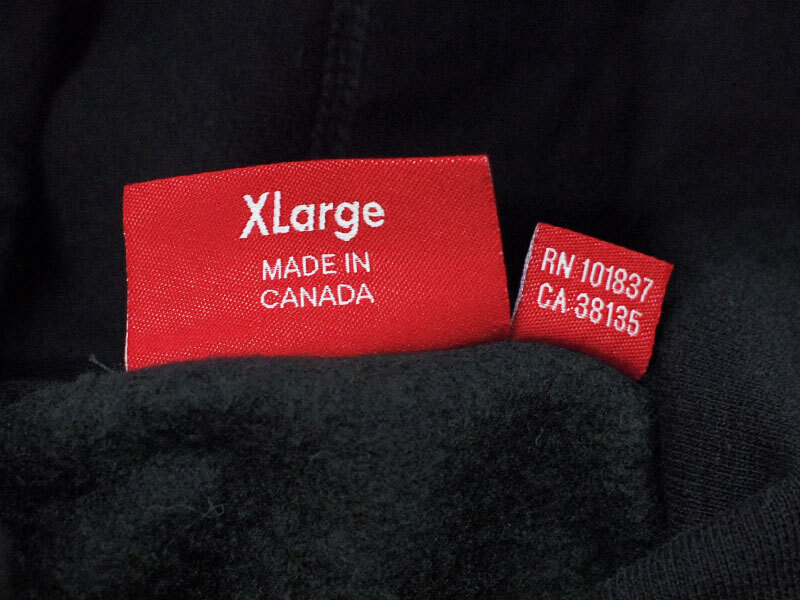 XLarge
MADE IN
CANADA
RN 101837
CA 38135